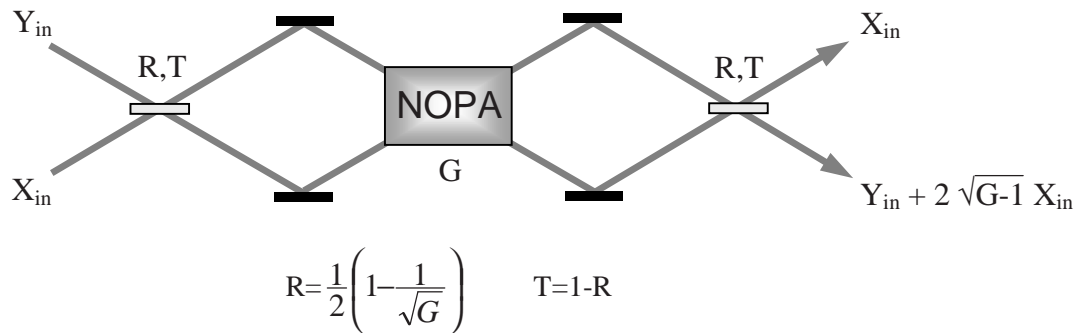 Y_in
X_in
R,T
R,T
NOPA
X_in
G
Y_in + 2 √G-1 X_in
R=1/2(1-1/√G) T=1-R